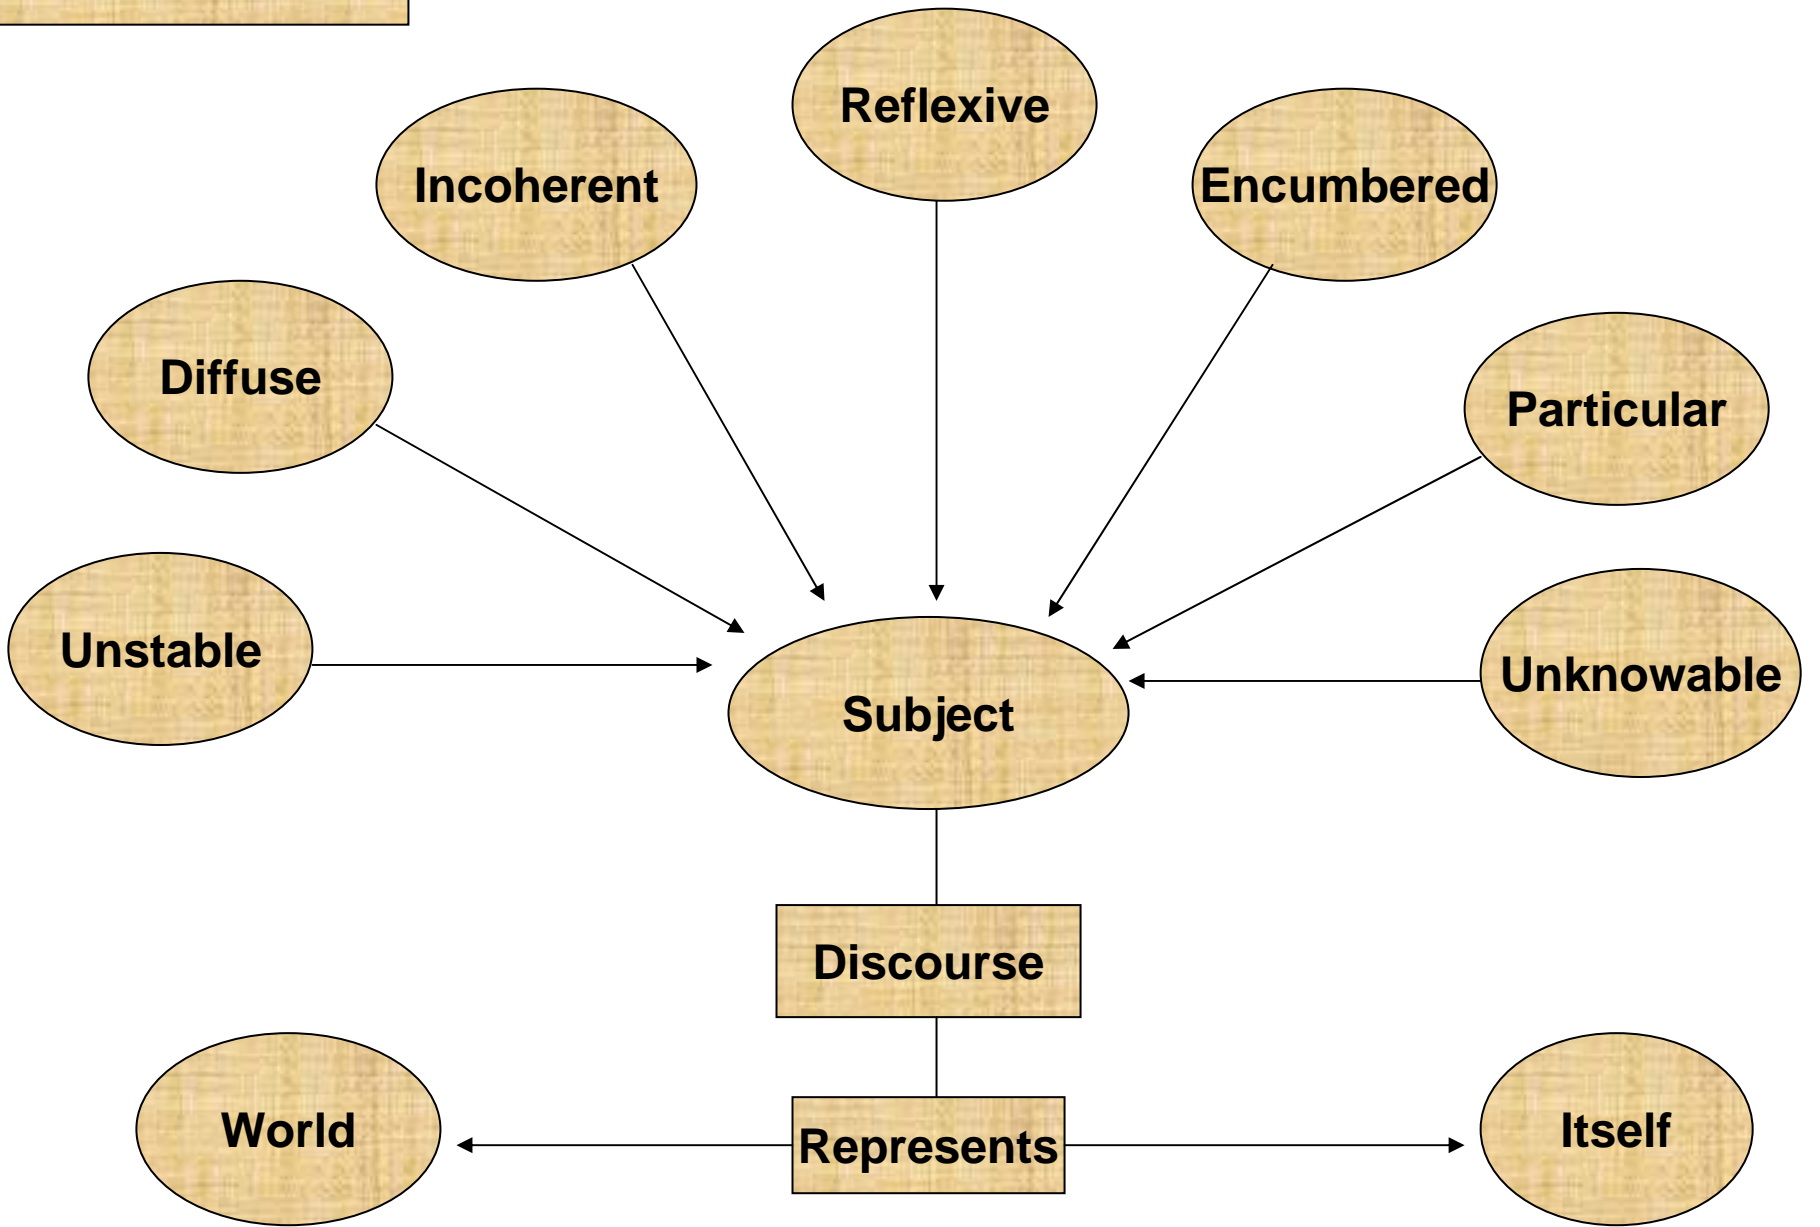 Reflexive
Incoherent
Encumbered
Diffuse
Particular
Unstable
Unknowable
Subject
Discourse
World
Represents
Itself